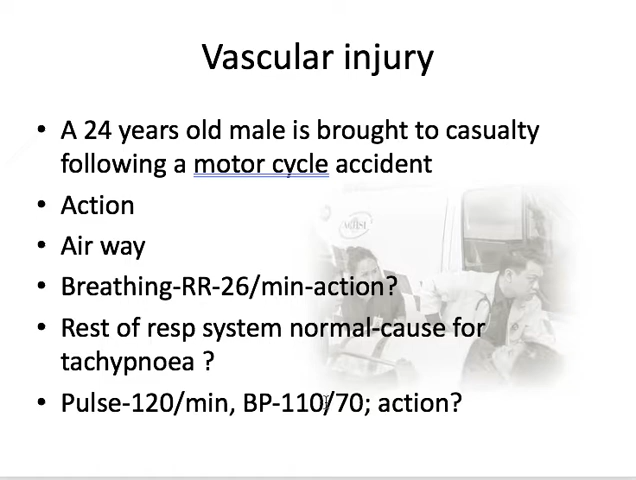 Vascular injury
• A 24 years old male is brought to casualty
following a motor cycle accident
• Action
• Air way
• Breathing-RR-26/min-action?
• Rest of resp system normal-cause for
tachypnoea ?
• Pulse-120/min, BP-110/70; action?